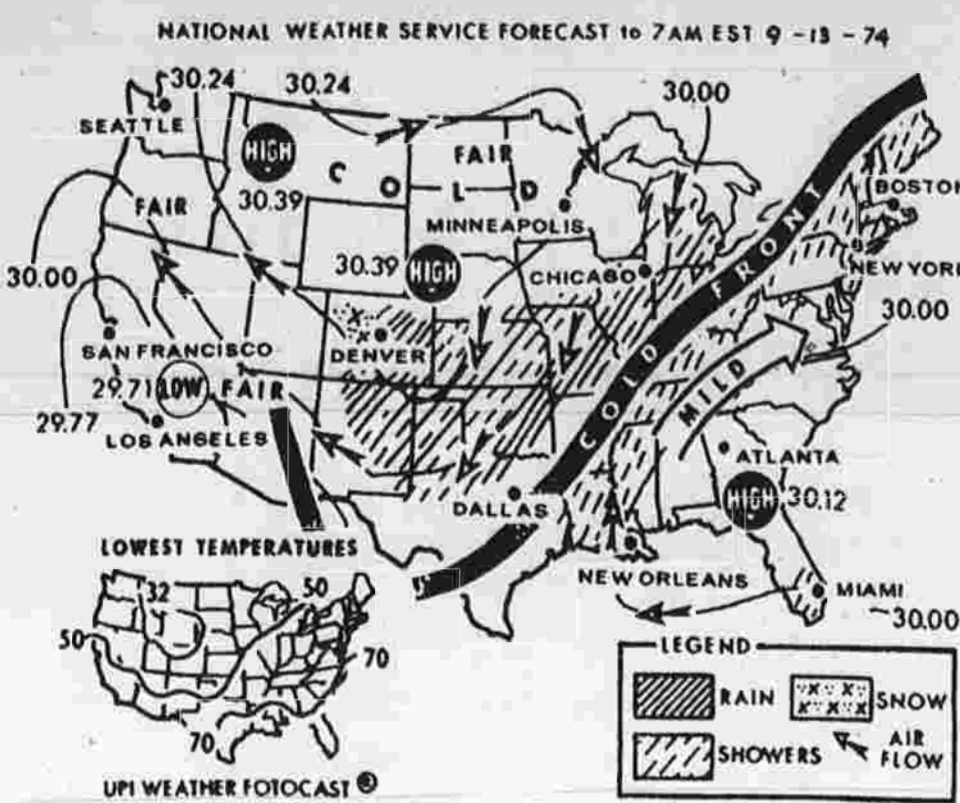 NATIONAL WEATHER SERVICE FORECAST to 7AM EST 9-13-74
30.24
30.24
30.00
SEATTLE
HIGH
FAIR
COLD
30.39
FAIR
MINNEAPOLIS
BOSTON
30.00
30.39
HIGH
CHICAGO
NEW YORK
COLD FRONT
30.00
DENVER
SAN FRANCISCO
MILD
29.71
LOW
FAIR
29.77
LOS ANGELES
ATLANTA
HIGH
30.12
DALLAS
NEW ORLEANS
MIAMI
30.00
LOWEST TEMPERATURES
32
50
50
70
70
UPI WEATHER FOTOCAST
LEGEND
RAIN
SNOW
SHOWERS
AIR
FLOW